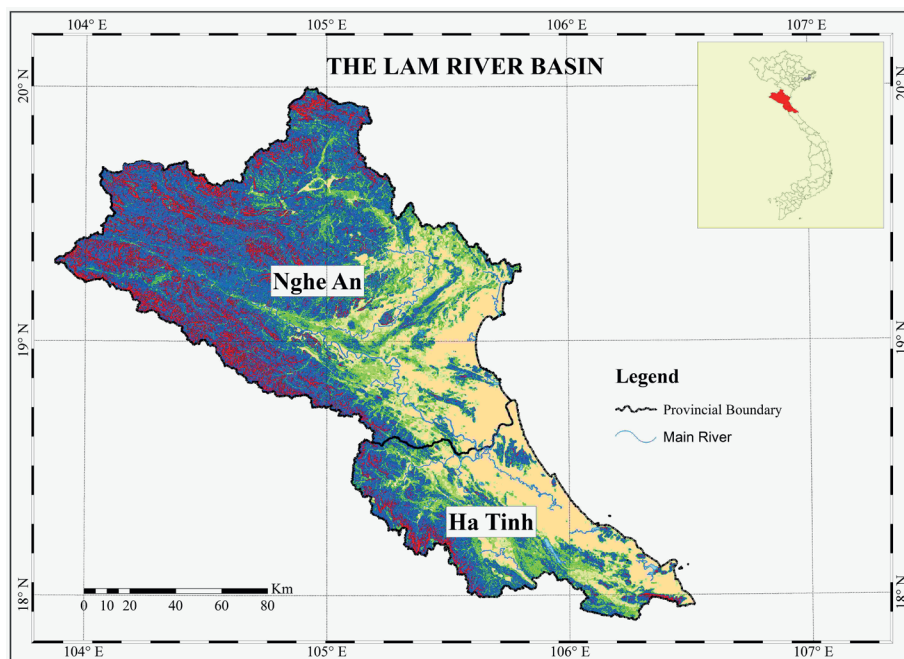 104° E 105° E 106° E 107° E
THE LAM RIVER BASIN
20° N 20° N
Nghe An
19° N 19° N
Legend
Provincial Boundary
Main River
Ha Tinh
Km
18° N 18° N
0 10 20 40 60 80
104° E 105° E 106° E 107° E